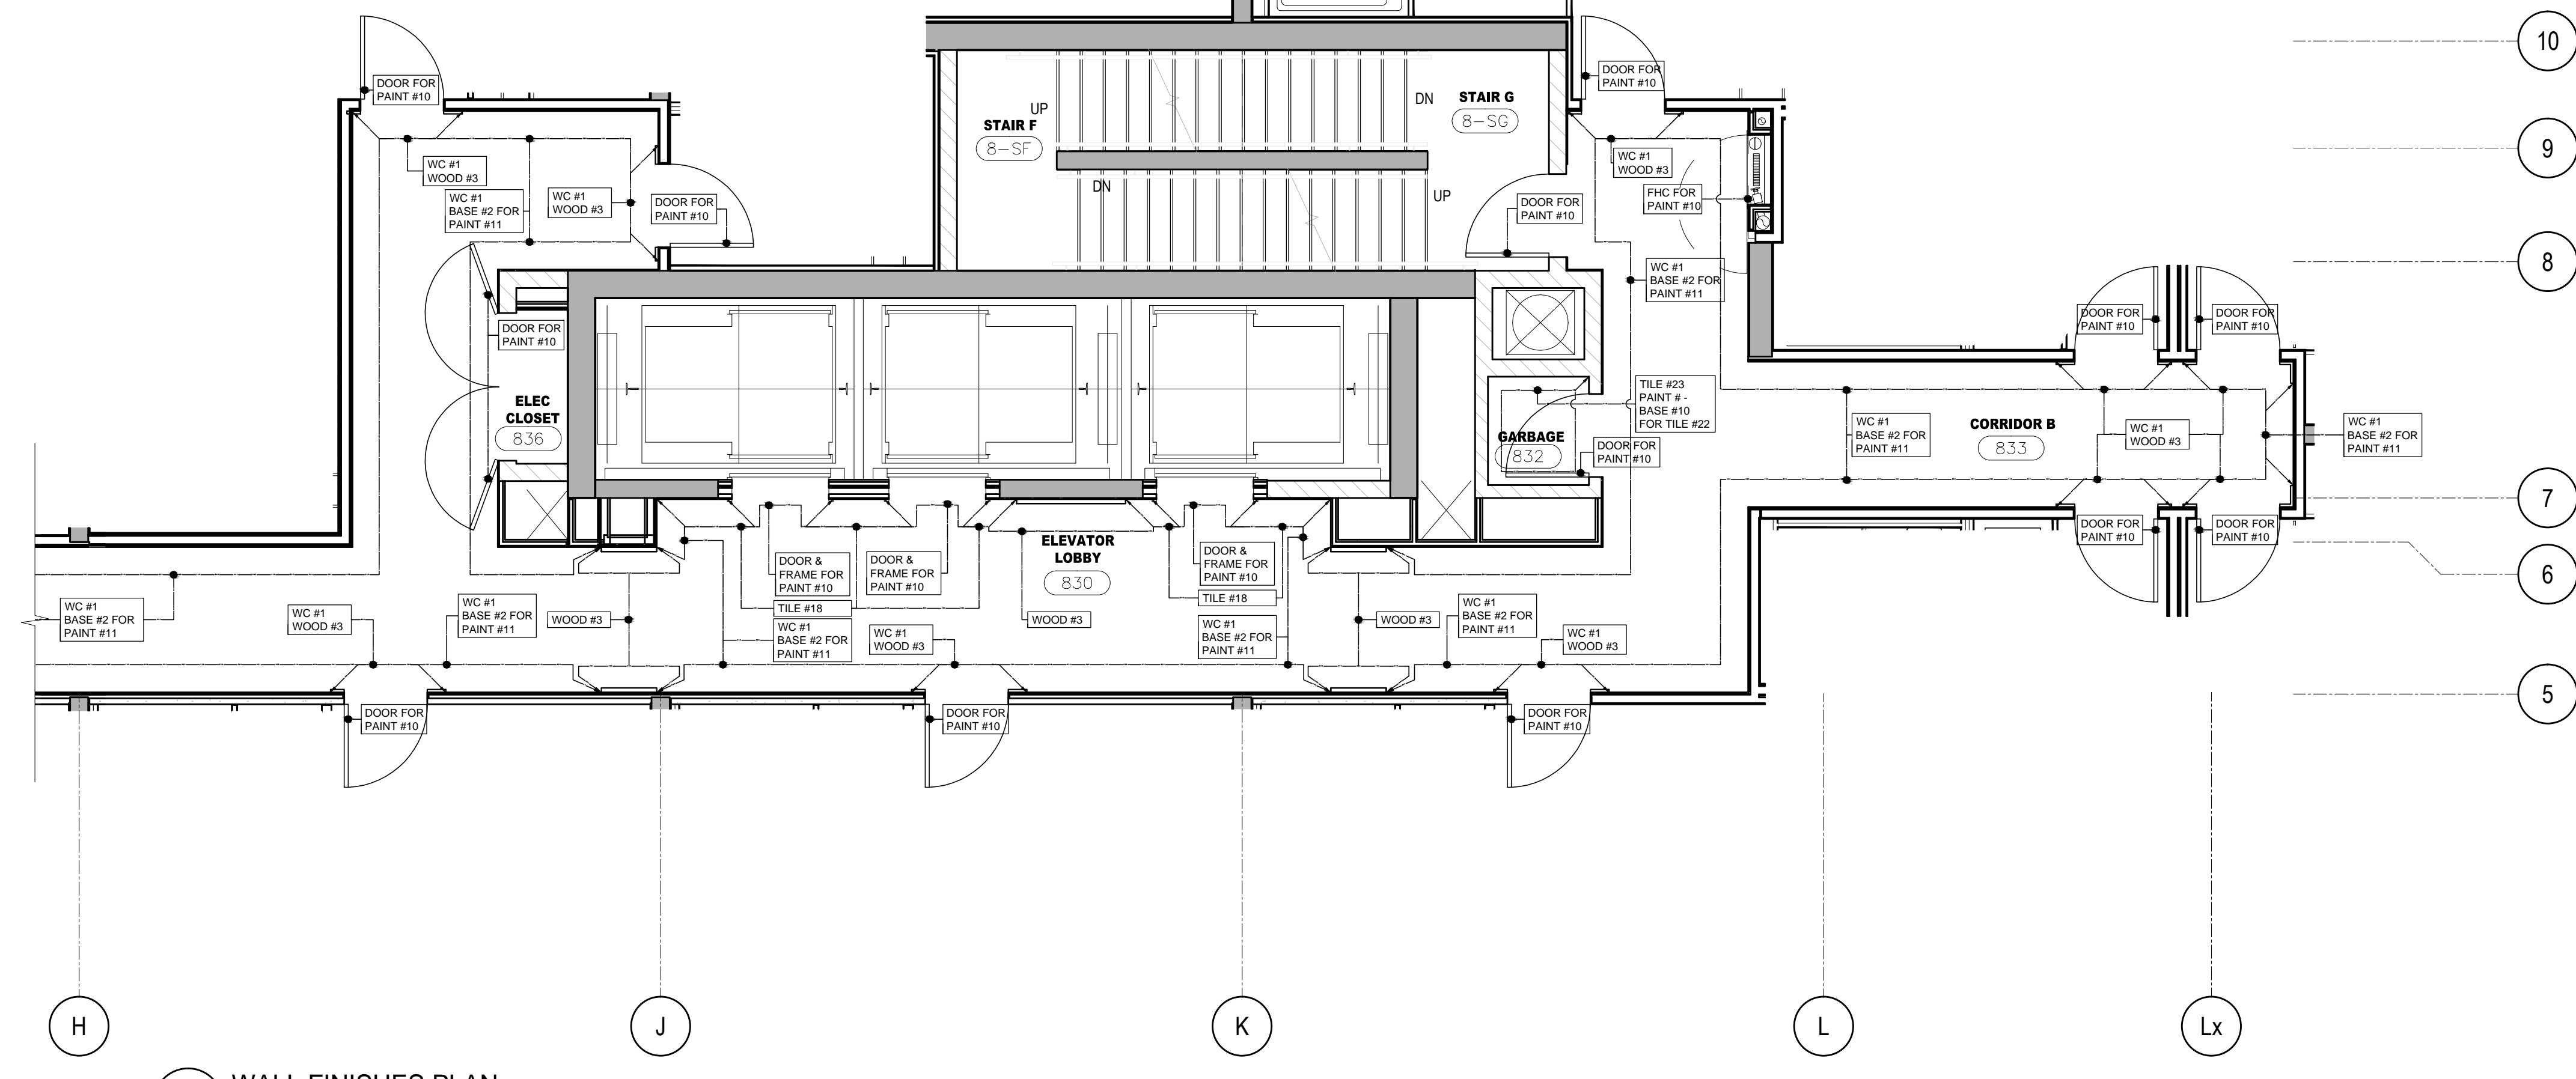 10
DOOR FOR
PAINT #10
DOOR FOR
PAINT #10
UP
STAIR F
8-SF
DN
STAIR G
8-SG
9
WC #1
WOOD #3
WC #1
BASE #2 FOR
PAINT #11
WC #1
WOOD #3
DOOR FOR
PAINT #10
DN
UP
DOOR FOR
PAINT #10
WC #1
WOOD #3
FHC FOR
PAINT #10
8
WC #1
BASE #2 FOR
PAINT #11
DOOR FOR
PAINT #10
DOOR FOR
PAINT #10
DOOR FOR
PAINT #10
ELEC
CLOSET
836
TILE #23
PAINT # -
BASE #10
FOR TILE #22
GARBAGE
832
DOOR FOR
PAINT #10
WC #1
BASE #2 FOR
PAINT #11
CORRIDOR B
833
WC #1
WOOD #3
WC #1
BASE #2 FOR
PAINT #11
7
DOOR FOR
PAINT #10
DOOR FOR
PAINT #10
DOOR &
FRAME FOR
PAINT #10
DOOR &
FRAME FOR
PAINT #10
ELEVATOR
LOBBY
830
DOOR &
FRAME FOR
PAINT #10
6
TILE #18
TILE #18
WC #1
BASE #2 FOR
PAINT #11
WC #1
WOOD #3
WC #1
BASE #2 FOR
PAINT #11
WOOD #3
WC #1
BASE #2 FOR
PAINT #11
WC #1
WOOD #3
WOOD #3
WC #1
BASE #2 FOR
PAINT #11
WOOD #3
WC #1
BASE #2 FOR
PAINT #11
WC #1
WOOD #3
5
DOOR FOR
PAINT #10
DOOR FOR
PAINT #10
DOOR FOR
PAINT #10
H
J
K
L
Lx
WALL FINISHES PLAN